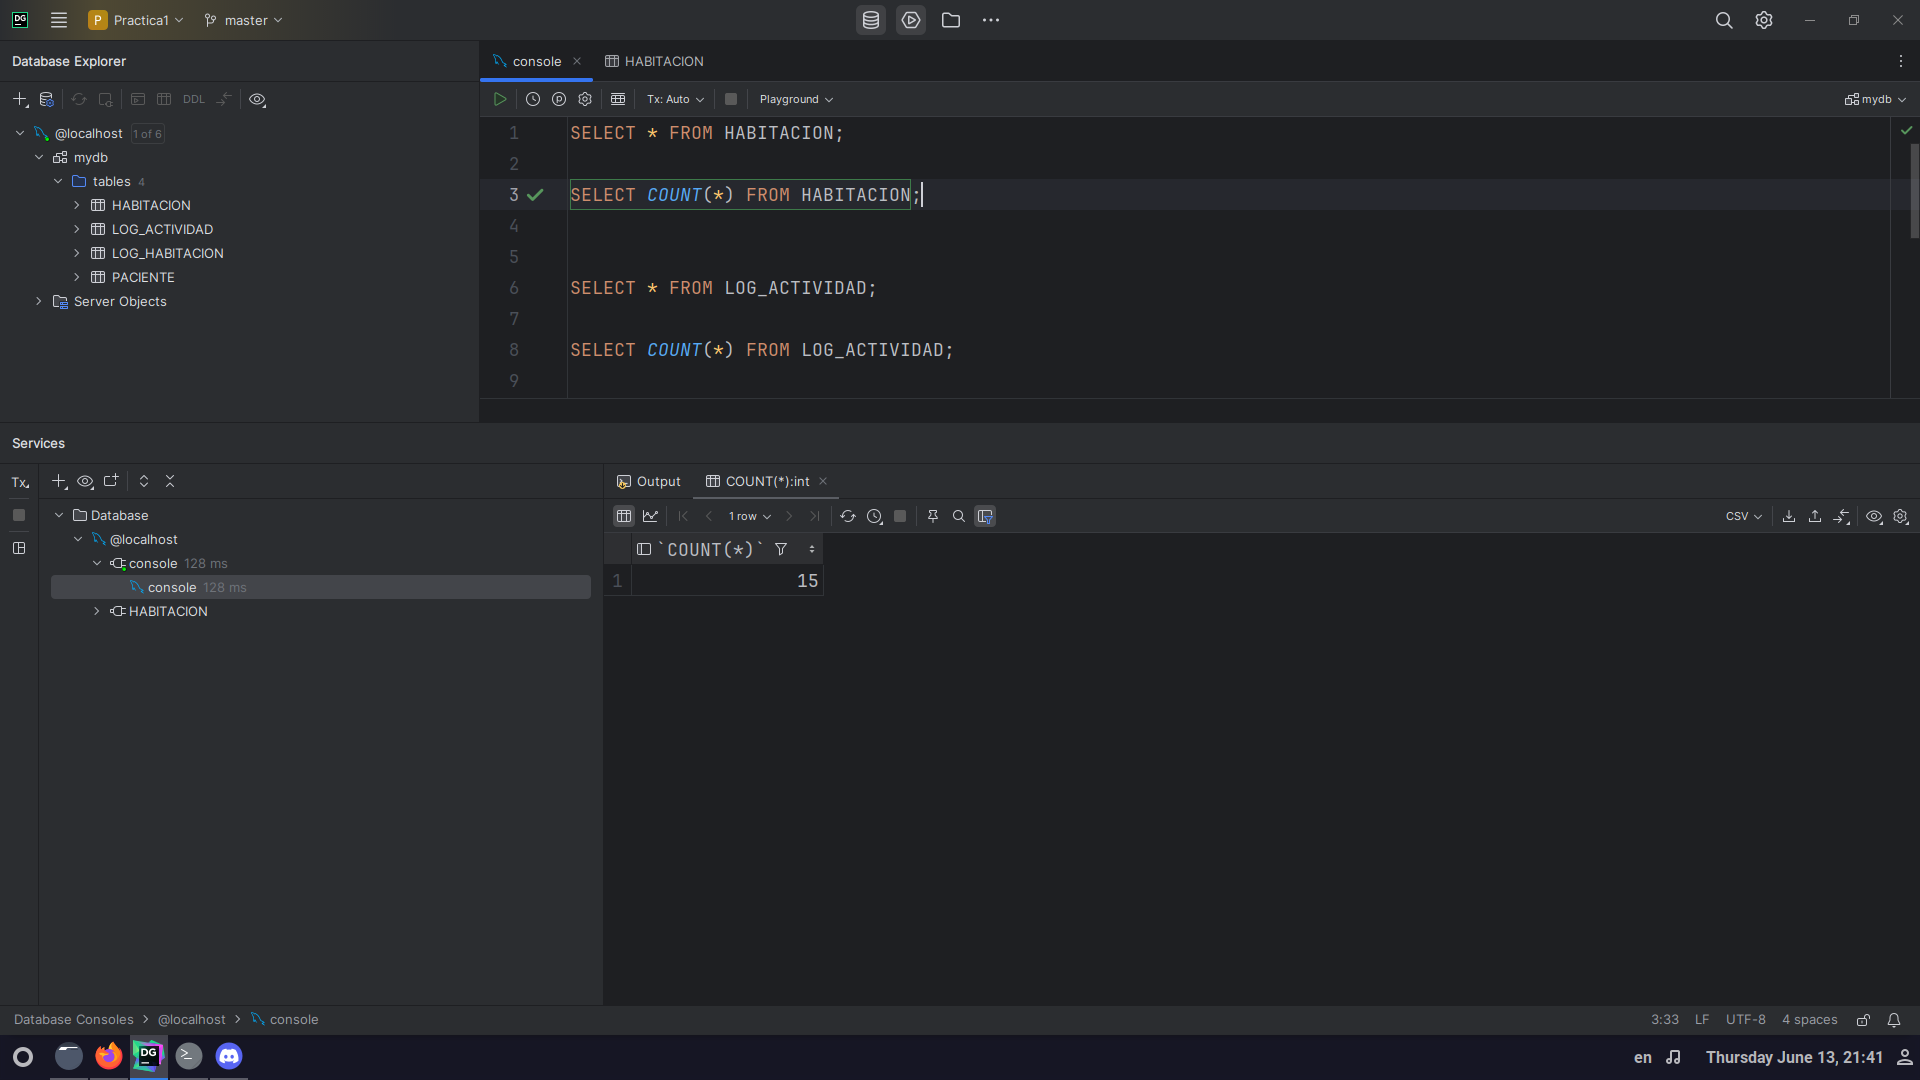 DG P Practica1 master
Database Explorer
console
HABITACION
DDL
Tx: Auto
Playground
mydb
@localhost 1 of 6
mydb
tables 4
HABITACION
LOG_ACTIVIDAD
LOG_HABITACION
PACIENTE
Server Objects
1 SELECT * FROM HABITACION;
2
3 SELECT COUNT(*) FROM HABITACION;
4
5
6 SELECT * FROM LOG_ACTIVIDAD;
7
8 SELECT COUNT(*) FROM LOG_ACTIVIDAD;
9
Services
Tx
Database
@localhost
console 128 ms
console 128 ms
HABITACION
Output
COUNT(*):int
1 row
CSV
`COUNT(*)`
1 15
Database Consoles > @localhost > console
3:33 LF UTF-8 4 spaces
DG
en Thursday June 13, 21:41